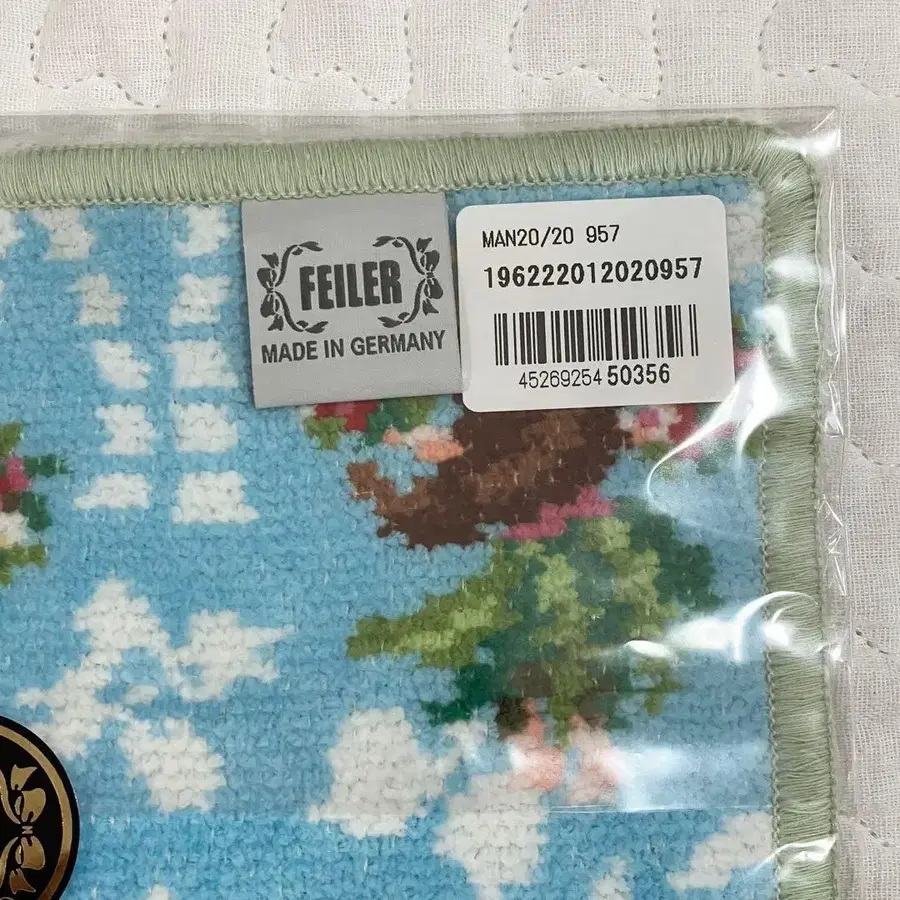 FEILER
MADE IN GERMANY
MAN20/20 957
196222012020957
4526925450356